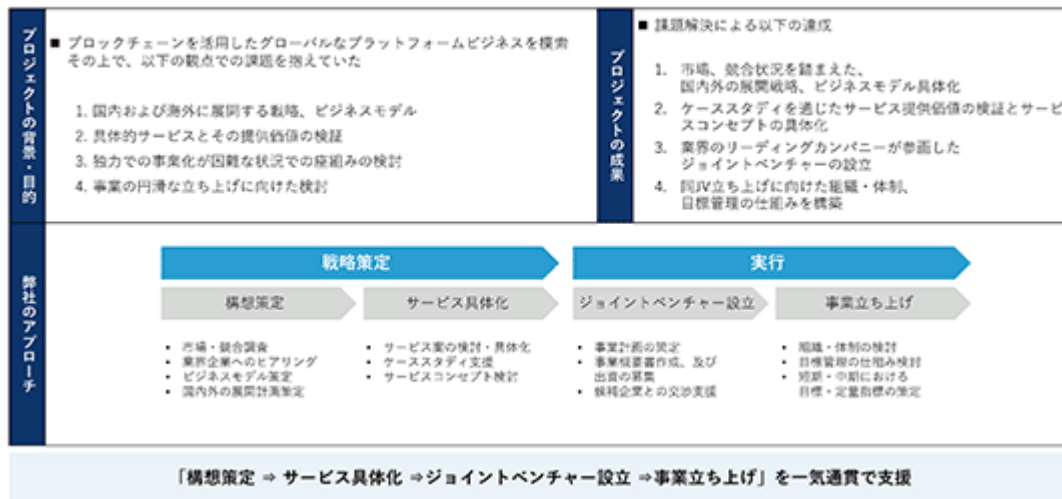 プロジェクトの背景・目的
■ ブロックチェーンを活用したグローバルなプラットフォームビジネスを模索
その上で、以下の観点での課題を抱えていた
1. 国内および海外に展開する戦略、ビジネスモデル
2. 具体的サービスとその提供価値の検証
3. 独力での事業化が困難な状況での座組みの検討
4. 事業の円滑な立ち上げに向けた検討
プロジェクトの成果
■ 課題解決による以下の達成
1. 市場、競合状況を踏まえた、
国内外の展開戦略、ビジネスモデル具体化
2. ケーススタディを通じたサービス提供価値の検証とサービ
スコンセプトの具体化
3. 業界のリーディングカンパニーが参画した
ジョイントベンチャーの設立
4. 同JV立ち上げに向けた組織・体制、
目標管理の仕組みを構築
弊社のアプローチ
戦略策定
実行
構想策定
サービス具体化
ジョイントベンチャー設立
事業立ち上げ
• 市場・競合調査
• 業界企業へのヒアリング
• ビジネスモデル策定
• 国内外の展開計画策定
• サービス案の検討・具体化
• ケーススタディ支援
• サービスコンセプト検討
• 事業計画の策定
• 事業概要書作成、及び
出資の募集
• 候補企業との交渉支援
• 組織・体制の検討
• 目標管理の仕組み検討
• 短期・中期における
目標・定量指標の策定
「構想策定 ⇒ サービス具体化 ⇒ジョイントベンチャー設立 ⇒事業立ち上げ」を一気通貫で支援